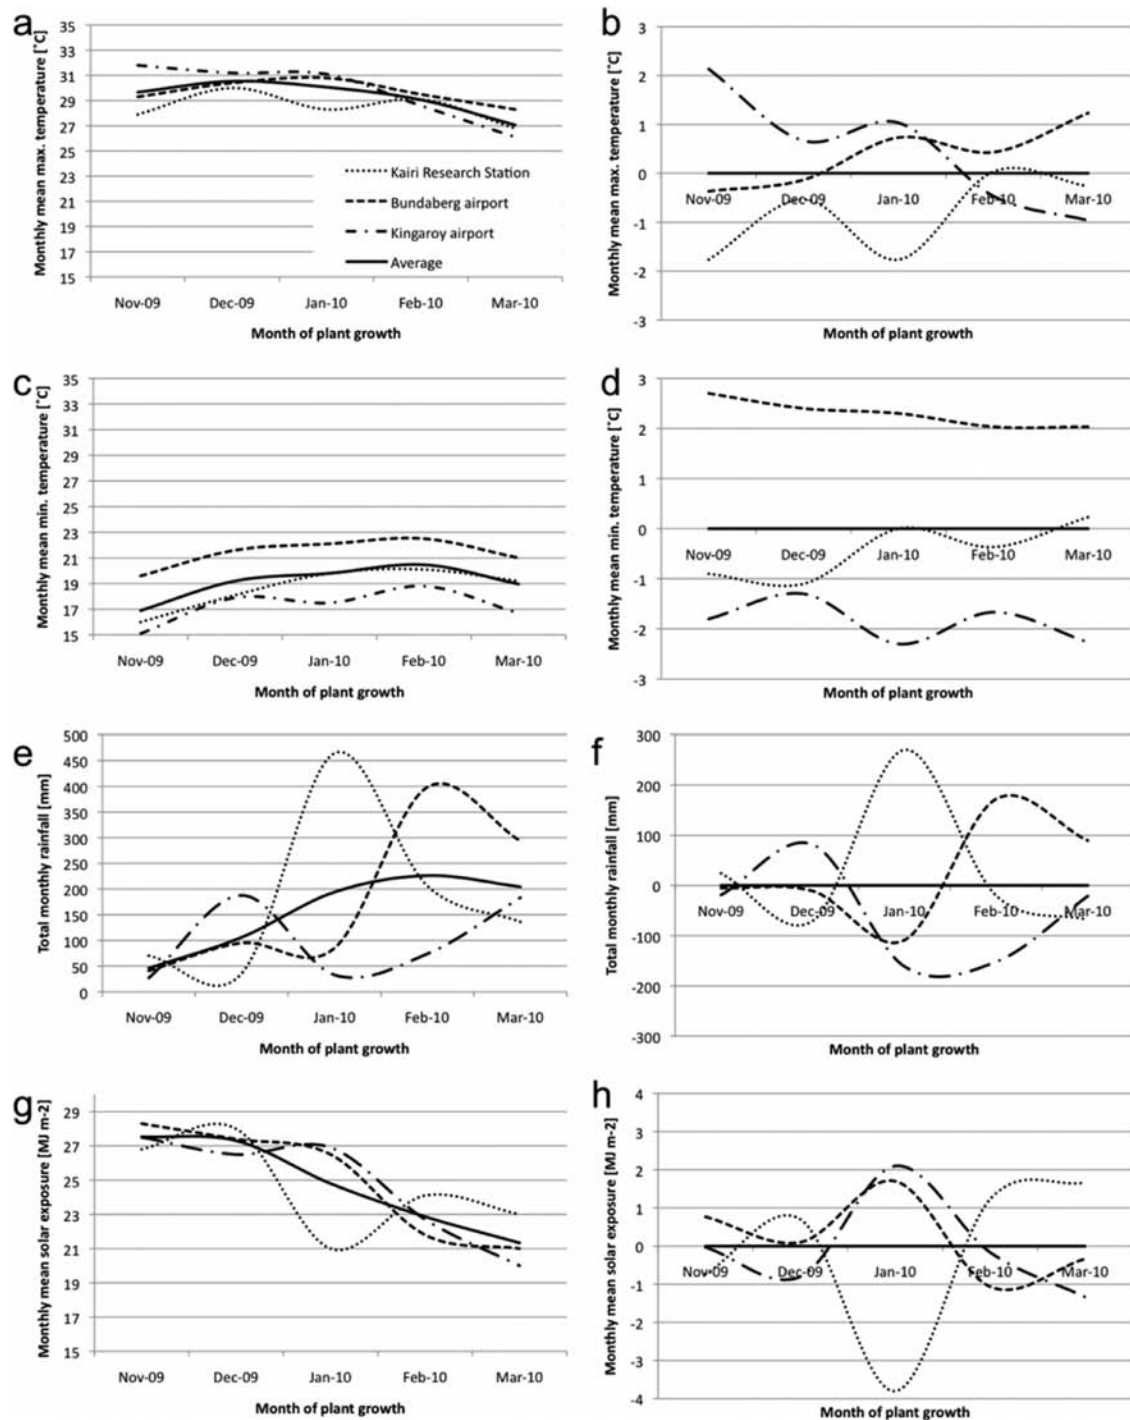 a
Monthly mean max. temperature [˚C]
35
33
31
29
27
25
23
21
19
17
15
Kairi Research Station
Bundaberg airport
Kingaroy airport
Average
Nov-09 Dec-09 Jan-10 Feb-10 Mar-10
Month of plant growth
b
Monthly mean max. temperature [˚C]
3
2
1
0
-1
-2
-3
Nov-09 Dec-09 Jan-10 Feb-10 Mar-10
Month of plant growth
c
Monthly mean min. temperature [˚C]
35
33
31
29
27
25
23
21
19
17
15
Nov-09 Dec-09 Jan-10 Feb-10 Mar-10
Month of plant growth
d
Monthly mean min. temperature [˚C]
3
2
1
0
-1
-2
-3
Nov-09 Dec-09 Jan-10 Feb-10 Mar-10
Month of plant growth
e
Total monthly rainfall [mm]
500
450
400
350
300
250
200
150
100
50
0
Nov-09 Dec-09 Jan-10 Feb-10 Mar-10
Month of plant growth
f
Total monthly rainfall [mm]
300
200
100
0
-100
-200
-300
Nov-09 Dec-09 Jan-10 Feb-10 Mar-10
Month of plant growth
g
Monthly mean solar exposure [MJ m-2]
29
27
25
23
21
19
17
15
Nov-09 Dec-09 Jan-10 Feb-10 Mar-10
Month of plant growth
h
Monthly mean solar exposure [MJ m-2]
4
3
2
1
0
-1
-2
-3
-4
Nov-09 Dec-09 Jan-10 Feb-10 Mar-10
Month of plant growth